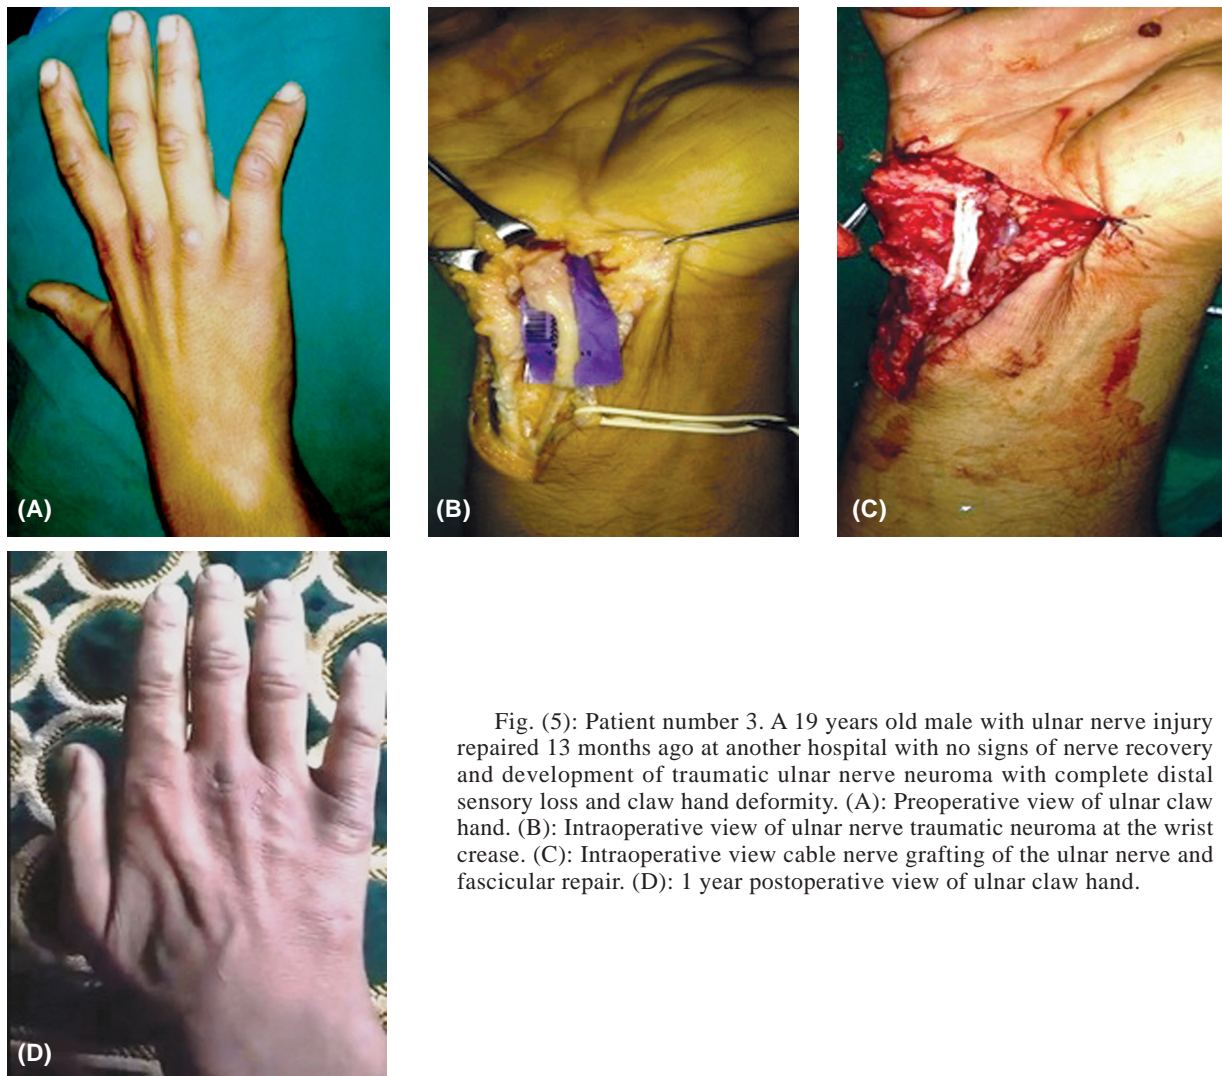 (A)
(B)
(C)
(D)
Fig. (5): Patient number 3. A 19 years old male with ulnar nerve injury
repaired 13 months ago at another hospital with no signs of nerve recovery
and development of traumatic ulnar nerve neuroma with complete distal
sensory loss and claw hand deformity. (A): Preoperative view of ulnar claw
hand. (B): Intraoperative view of ulnar nerve traumatic neuroma at the wrist
crease. (C): Intraoperative view cable nerve grafting of the ulnar nerve and
fascicular repair. (D): 1 year postoperative view of ulnar claw hand.